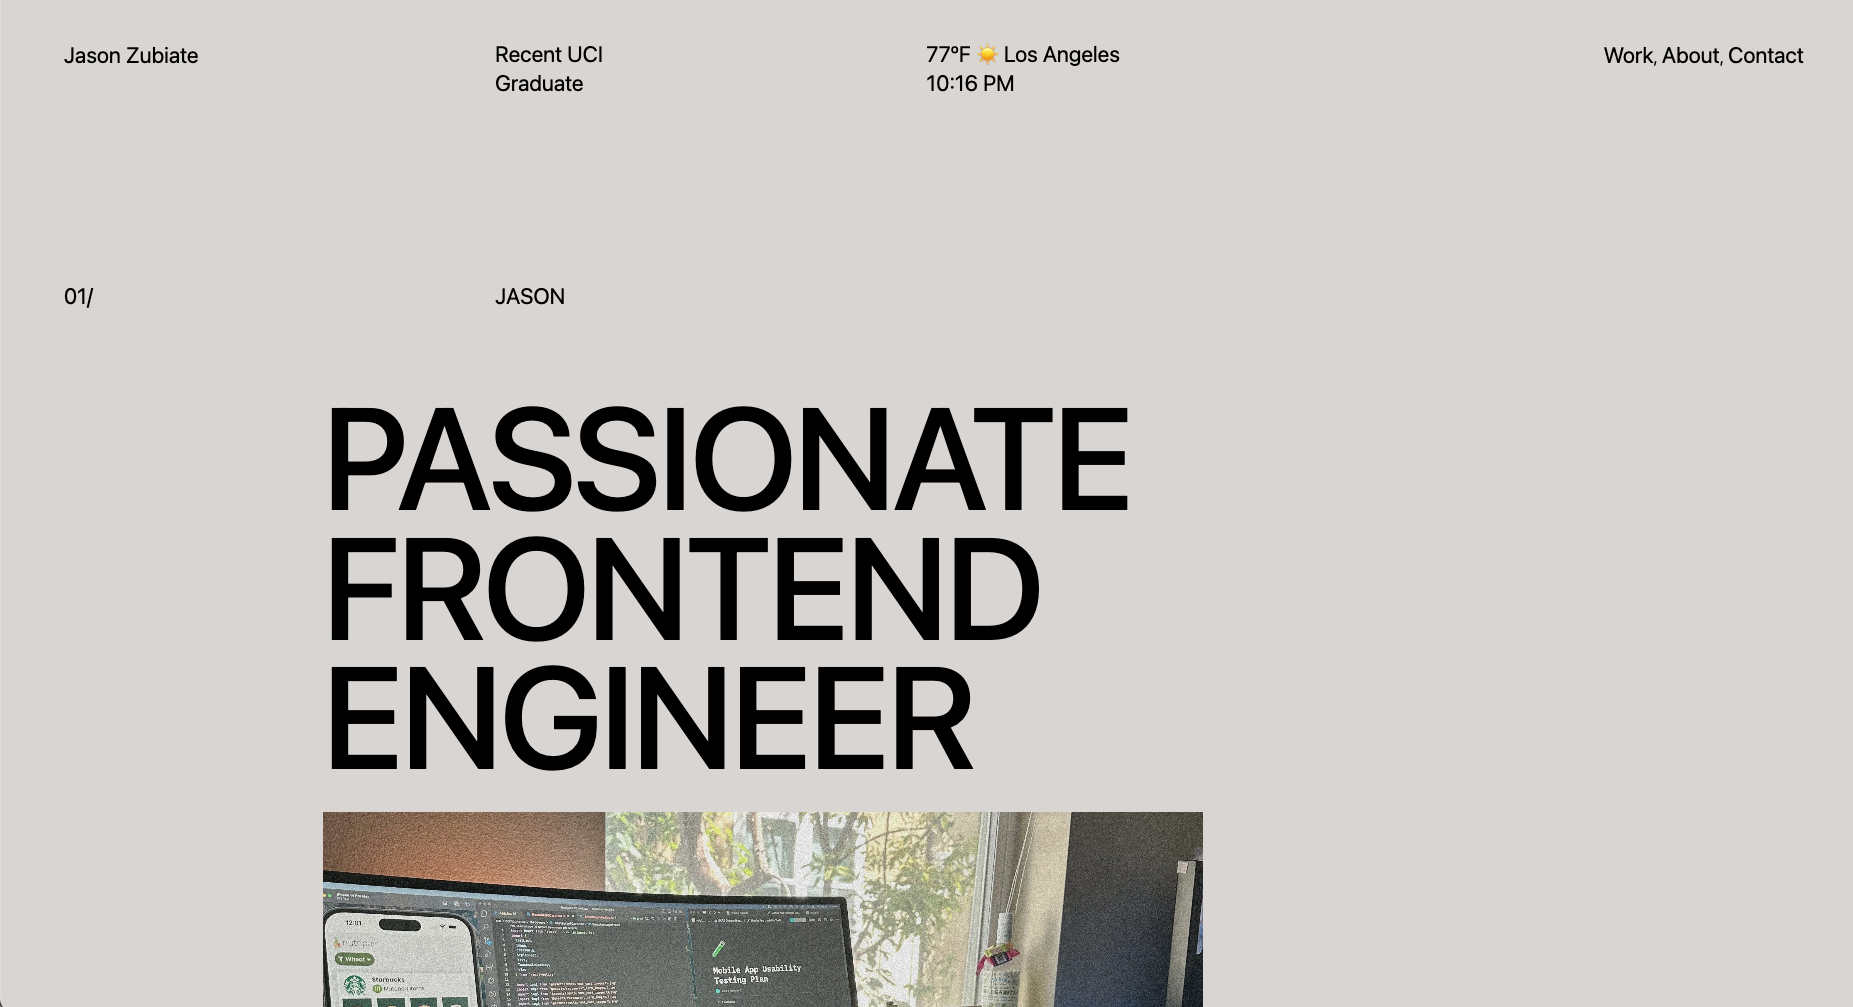 Jason Zubiate
Recent UCI
Graduate
77°F ☀️ Los Angeles
10:16 PM
Work, About, Contact
01/
JASON
PASSIONATE
FRONTEND
ENGINEER
12:01
Wheat
Starbucks
Mobile App Usability
Testing Plan